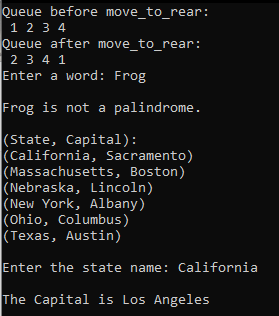 Queue before move_to_rear:
1 2 3 4
Queue after move_to_rear:
2 3 4 1
Enter a word: Frog
Frog is not a palindrome.
(State, Capital):
(California, Sacramento)
(Massachusetts, Boston)
(Nebraska, Lincoln)
(New York, Albany)
(Ohio, Columbus)
(Texas, Austin)
Enter the state name: California
The Capital is Los Angeles